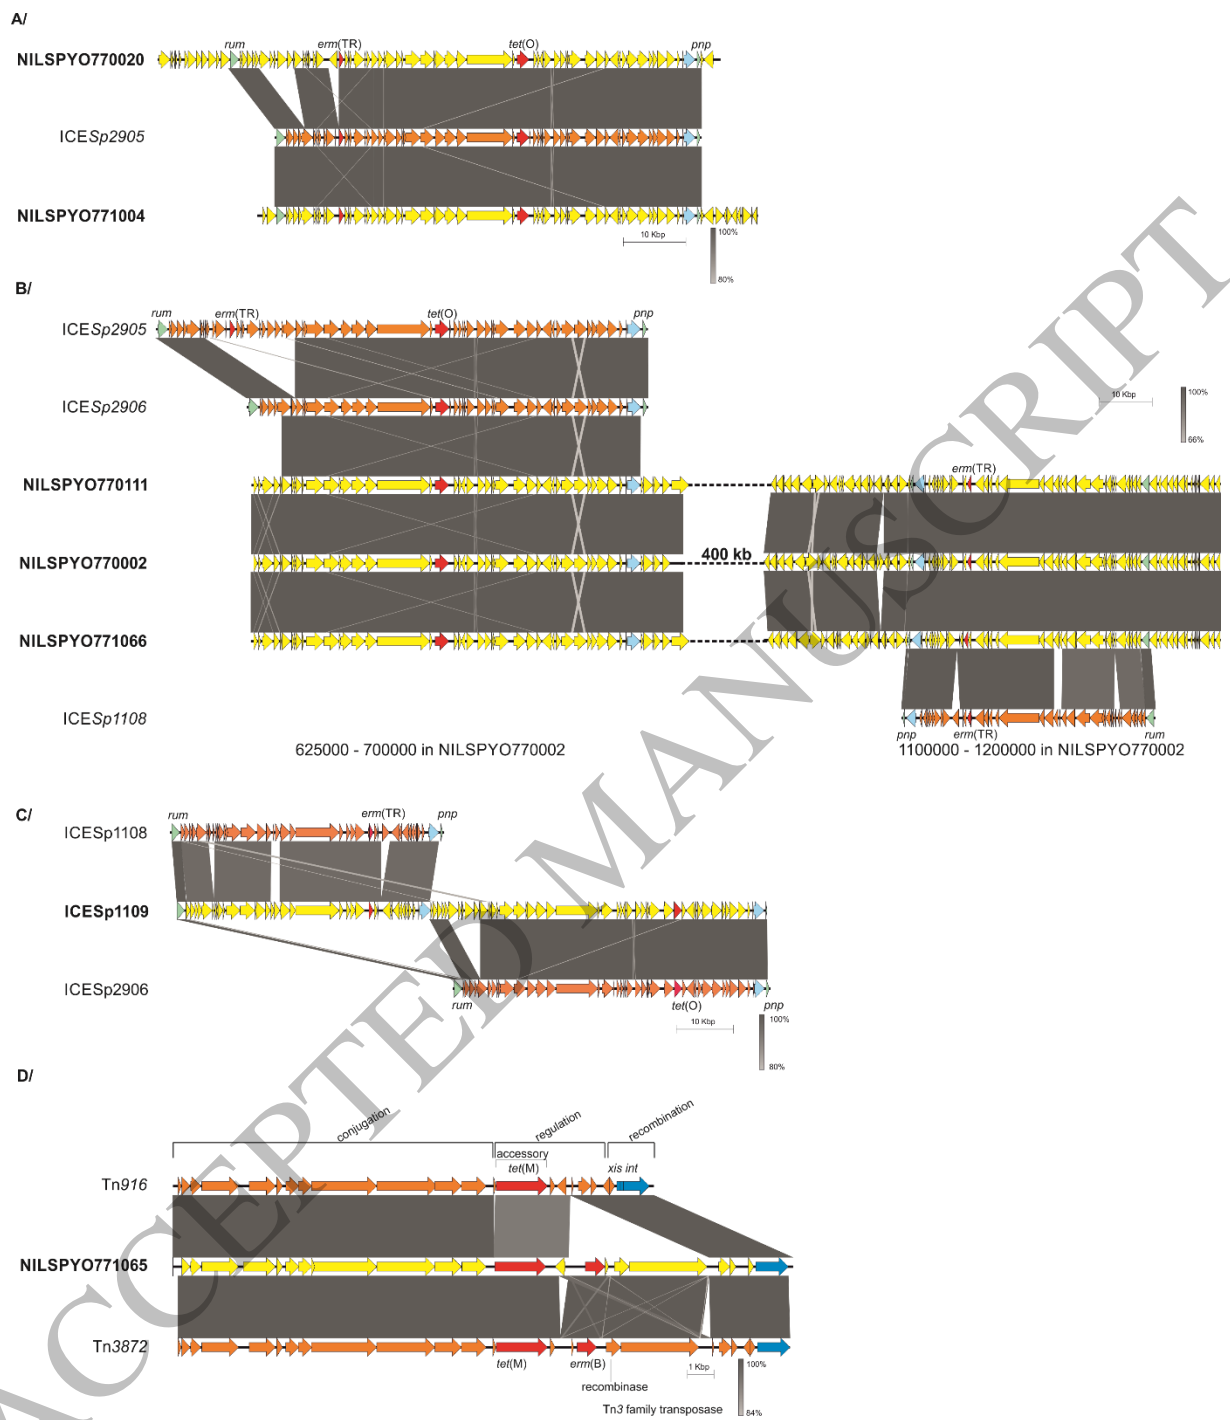 A/
rum
erm(TR)
tet(O)
pnp
NILSPYO770020
ICESp2905
NILSPYO771004
10 Kbp
100%
80%
B/
rum
erm(TR)
tet(O)
pnp
ICESp2905
ICESp2906
10 Kbp
100%
66%
erm(TR)
NILSPYO770111
400 kb
NILSPYO770002
NILSPYO771066
ICESp1108
pnp
erm(TR)
rum
625000 - 700000 in NILSPYO770002
1100000 - 1200000 in NILSPYO770002
C/
rum
erm(TR)
pnp
ICESp1108
ICESp1109
ICESp2906
rum
tet(O)
pnp
10 Kbp
100%
80%
D/
conjugation
regulation
recombination
accessory
tet(M)
xis int
Tn916
NILSPYO771065
Tn3872
tet(M)
erm(B)
1 Kbp
100%
recombinase
Tn3 family transposase
84%
ACCEPTED MANUSCRIPT